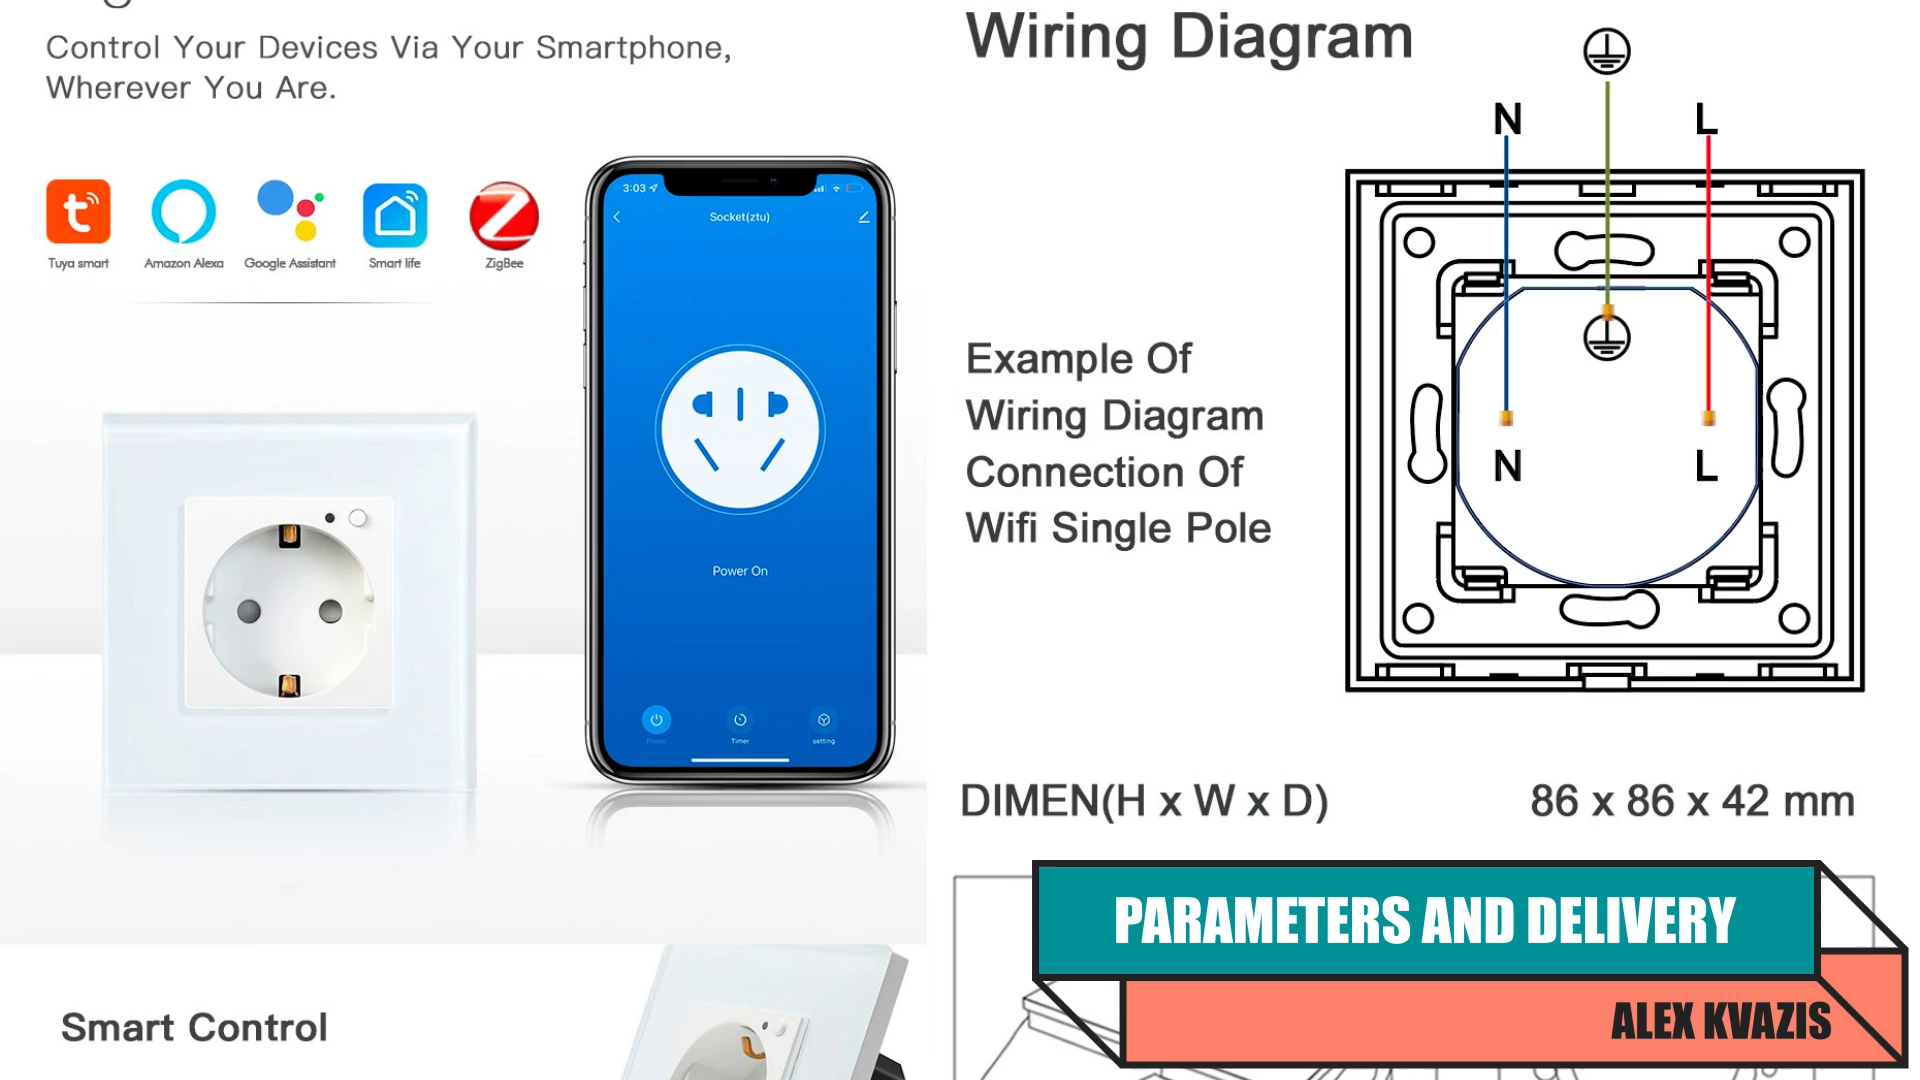 Control Your Devices Via Your Smartphone,
Wherever You Are.
Tuya smart
Amazon Alexa
Google Assistant
Smart life
ZigBee
3:03
Socket(ztu)
Power On
Power
Timer
setting
Smart Control
Wiring Diagram
N
L
N
L
Example Of
Wiring Diagram
Connection Of
Wifi Single Pole
DIMEN(H x W x D)
86 x 86 x 42 mm
PARAMETERS AND DELIVERY
ALEX KVAZIS